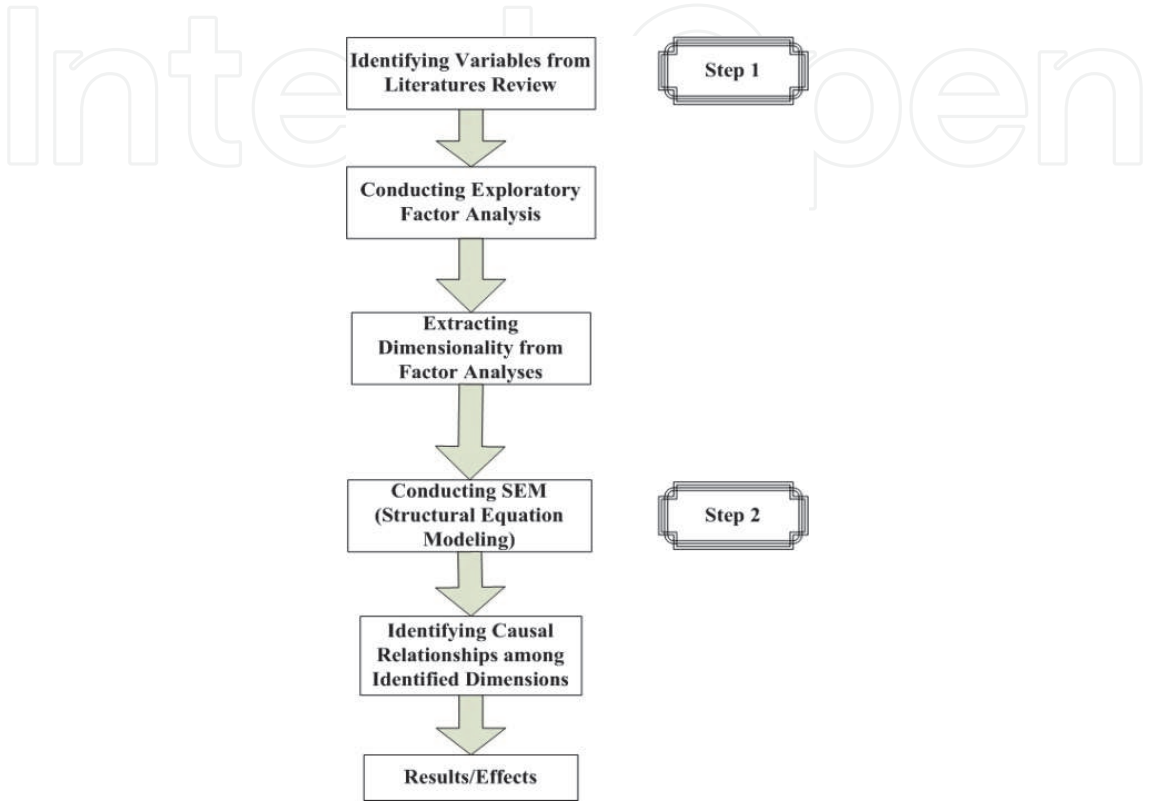 Identifying Variables from
Literatures Review
Step 1
Conducting Exploratory
Factor Analysis
Extracting
Dimensionality from
Factor Analyses
Conducting SEM
(Structural Equation
Modeling)
Step 2
Identifying Causal
Relationships among
Identified Dimensions
Results/Effects